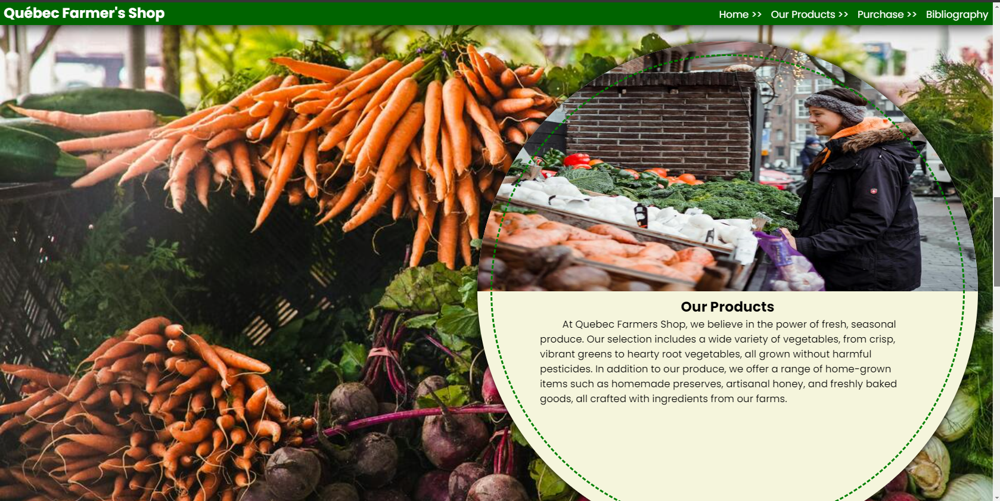 Québec Farmer's Shop
Home >> Our Products >> Purchase >> Bibliography
Our Products
At Quebec Farmers Shop, we believe in the power of fresh, seasonal
produce. Our selection includes a wide variety of vegetables, from crisp,
vibrant greens to hearty root vegetables, all grown without harmful
pesticides. In addition to our produce, we offer a range of home-grown
items such as homemade preserves, artisanal honey, and freshly baked
goods, all crafted with ingredients from our farms.